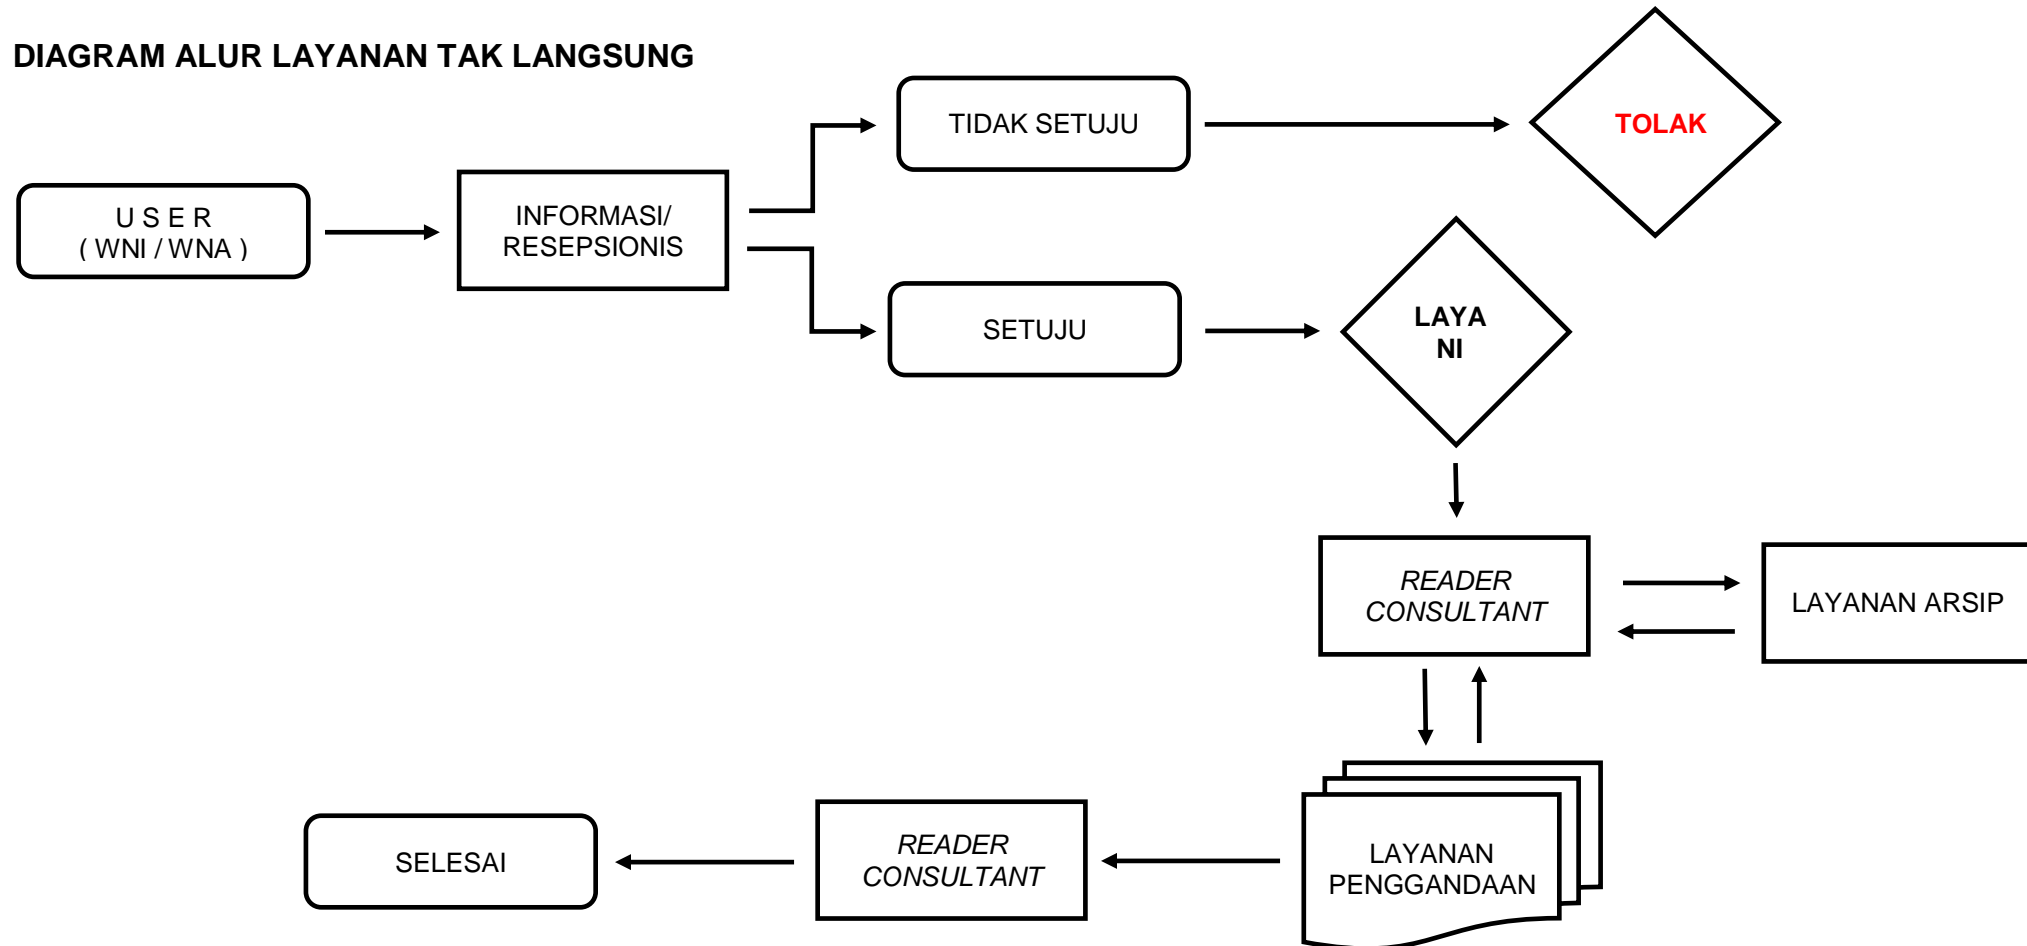 DIAGRAM ALUR LAYANAN TAK LANGSUNG
TIDAK SETUJU
TOLAK
U S E R
( WNI / WNA )
INFORMASI/
RESEPSIONIS
SETUJU
LAYA
NI
READER
CONSULTANT
LAYANAN ARSIP
SELESAI
READER
CONSULTANT
LAYANAN
PENGGANDAAN